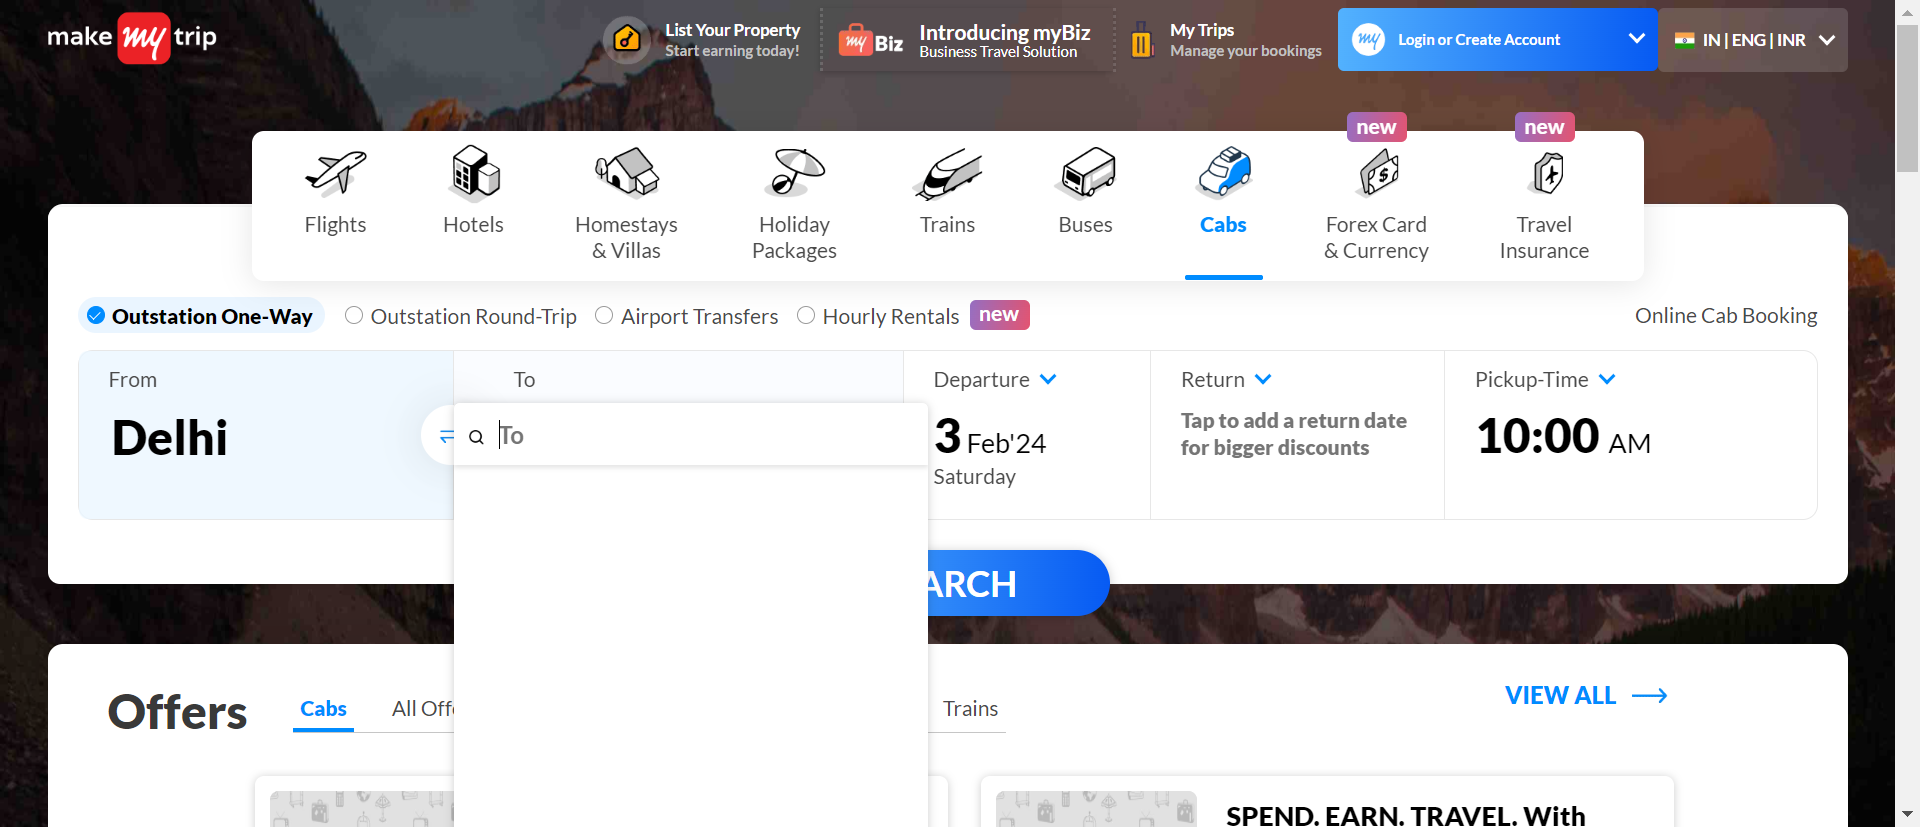 make my trip
List Your Property
Start earning today!
my Biz
Introducing myBiz
Business Travel Solution
My Trips
Manage your bookings
my
Login or Create Account
IN | ENG | INR
new
new
Flights
Hotels
Homestays
& Villas
Holiday
Packages
Trains
Buses
Cabs
Forex Card
& Currency
Travel
Insurance
Outstation One-Way
Outstation Round-Trip
Airport Transfers
Hourly Rentals
new
Online Cab Booking
From
Delhi
To
To
Departure
3 Feb'24
Saturday
Return
Tap to add a return date
for bigger discounts
Pickup-Time
10:00 AM
ARCH
Offers
Cabs
All Off
Trains
VIEW ALL
SPEND. EARN. TRAVEL. With